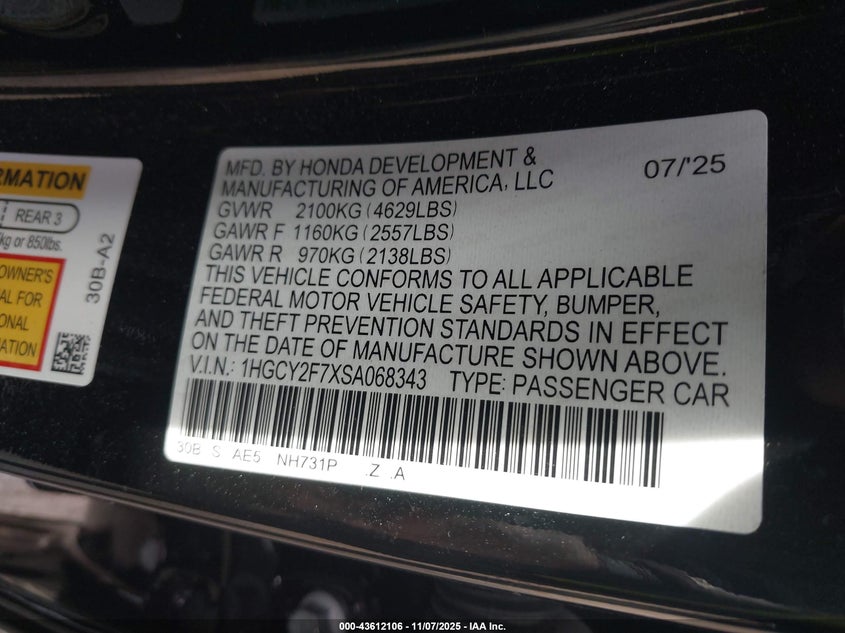 RMATION
REAR 3
kg or 850lbs.
OWNER'S
AL FOR
ONAL
ATION
30B-A2
MFD. BY HONDA DEVELOPMENT &
MANUFACTURING OF AMERICA, LLC
07/'25
GVWR 2100KG (4629LBS)
GAWR F 1160KG (2557LBS)
GAWR R 970KG (2138LBS)
THIS VEHICLE CONFORMS TO ALL APPLICABLE
FEDERAL MOTOR VEHICLE SAFETY, BUMPER,
AND THEFT PREVENTION STANDARDS IN EFFECT
ON THE DATE OF MANUFACTURE SHOWN ABOVE.
V.I.N.: 1HGCY2F7XSA068343 TYPE: PASSENGER CAR
30B S AE5 NH731P .Z .A
000-43612106 - 11/07/2025 - IAA Inc.